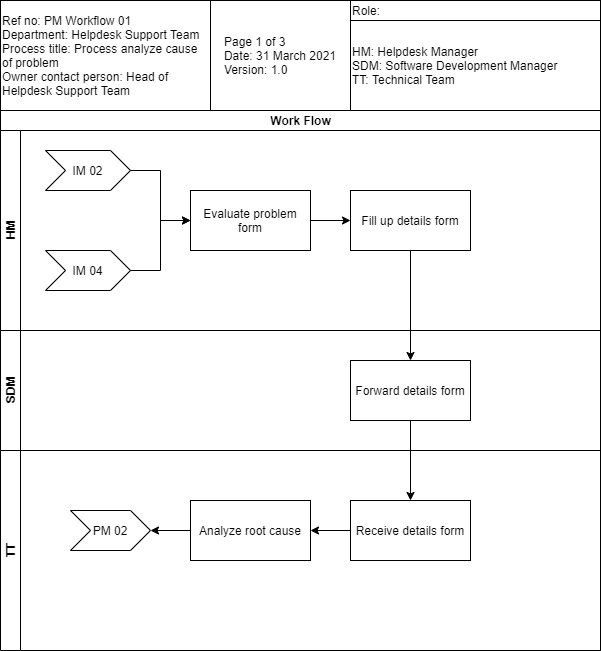 Ref no: PM Workflow 01
Department: Helpdesk Support Team
Process title: Process analyze cause
of problem
Owner contact person: Head of
Helpdesk Support Team
Page 1 of 3
Date: 31 March 2021
Version: 1.0
Role:
HM: Helpdesk Manager
SDM: Software Development Manager
TT: Technical Team
Work Flow
HM
IM 02
Evaluate problem
form
Fill up details form
IM 04
SDM
Forward details form
TT
PM 02
Analyze root cause
Receive details form